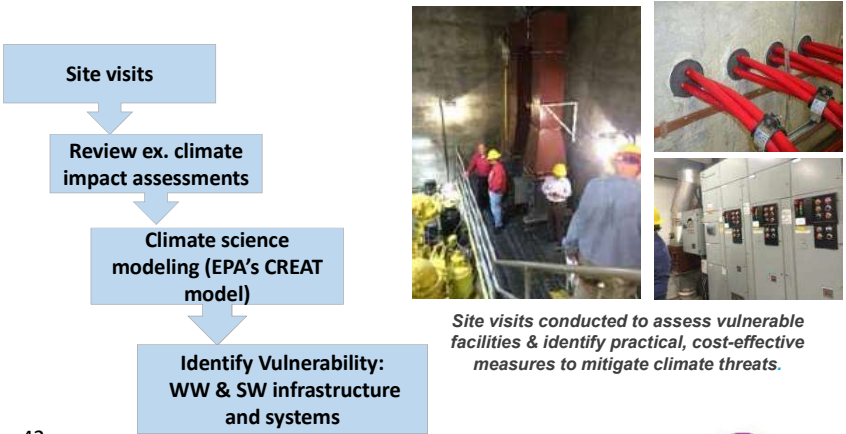 Site visits
Review ex. climate
impact assessments
Climate science
modeling (EPA's CREAT
model)
Identify Vulnerability:
WW & SW infrastructure
and systems
Site visits conducted to assess vulnerable
facilities & identify practical, cost-effective
measures to mitigate climate threats.